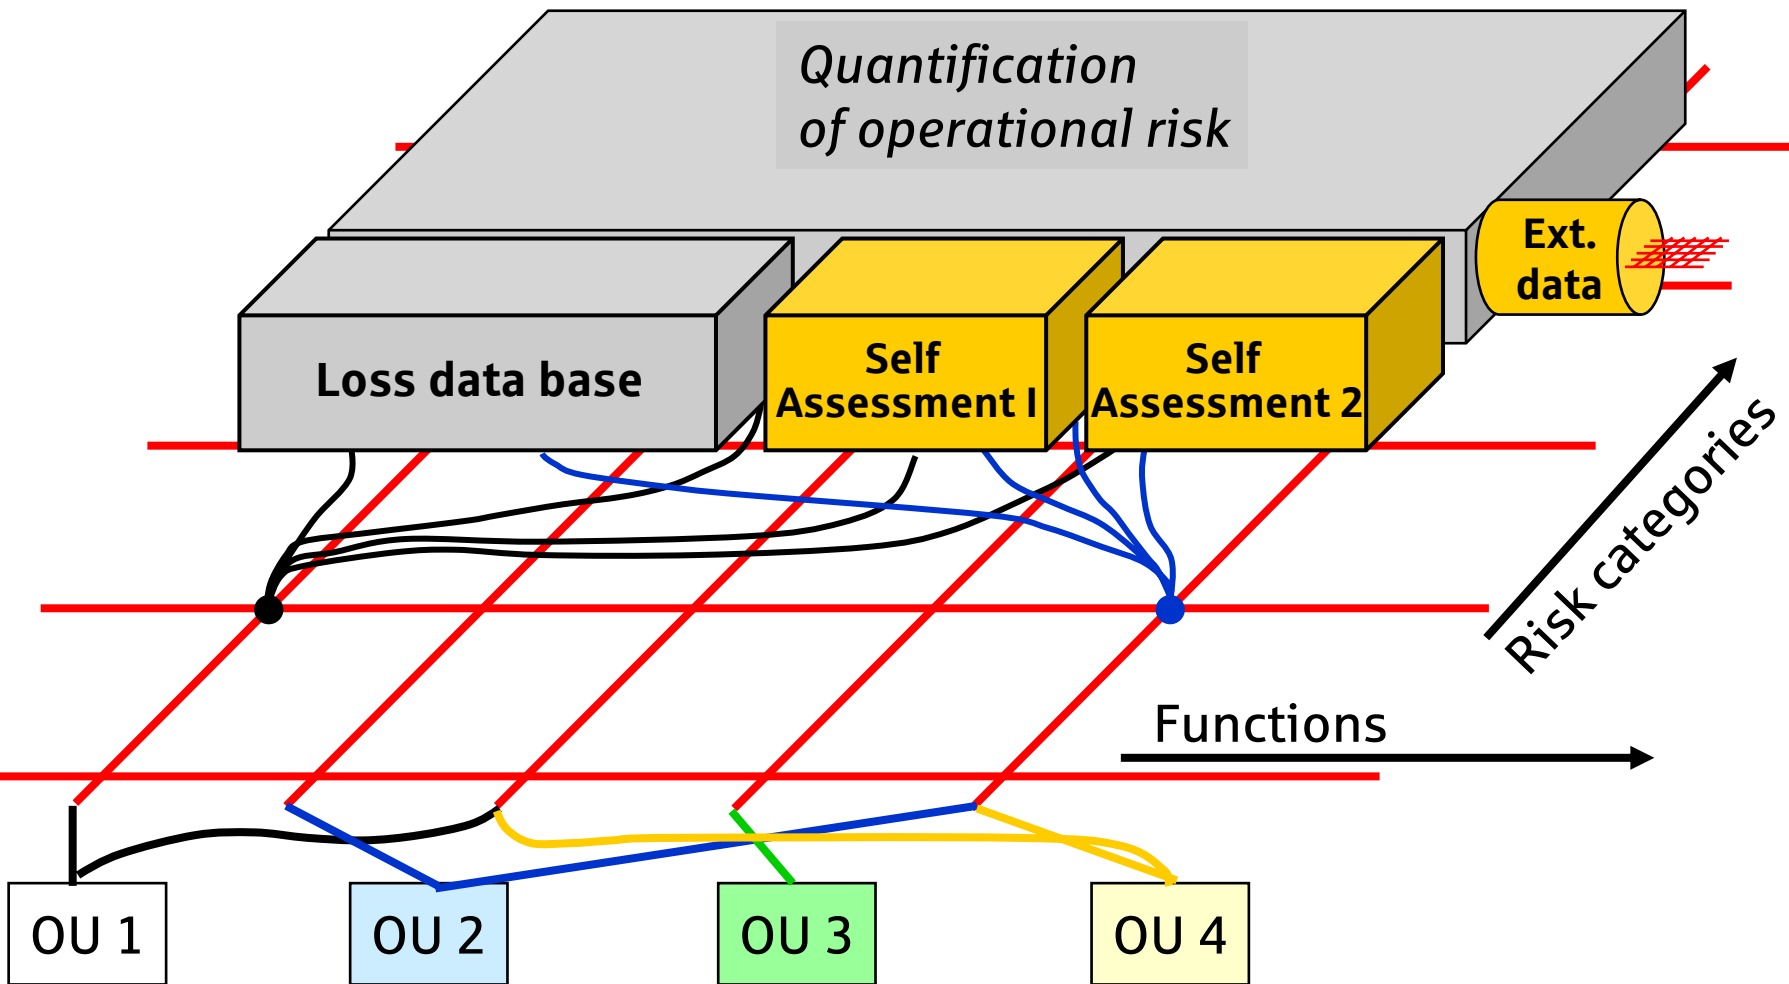 Quantification
of operational risk
Ext.
data
Loss data base
Self
Assessment I
Self
Assessment 2
Risk categories
Functions
OU 1
OU 2
OU 3
OU 4